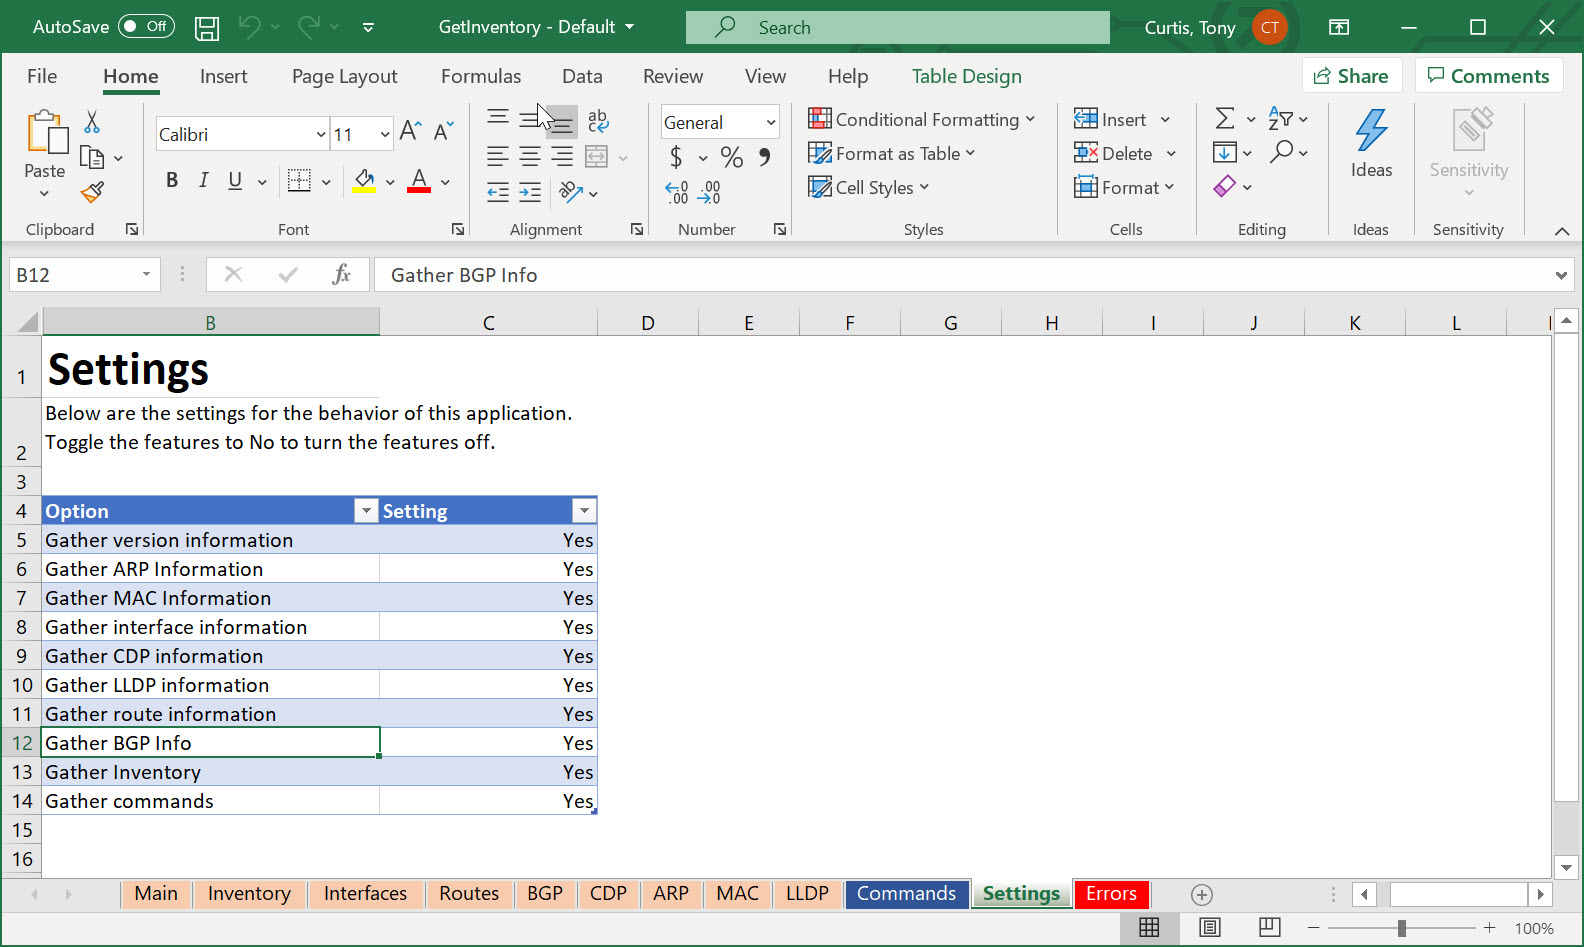 AutoSave Off GetInventory - Default Search Curtis, Tony CT
File Home Insert Page Layout Formulas Data Review View Help Table Design Share Comments
Paste
Clipboard
Calibri 11
B I U A
Font
ab
c
Alignment
General
$ % ,
.00 .00
Number
Conditional Formatting
Format as Table
Cell Styles
Styles
Insert
Delete
Format
Cells
Editing
Ideas
Ideas
Sensitivity
Sensitivity
B12 fx Gather BGP Info
B C D E F G H I J K L
1 Settings
2 Below are the settings for the behavior of this application.
Toggle the features to No to turn the features off.
3
4 Option Setting
5 Gather version information Yes
6 Gather ARP Information Yes
7 Gather MAC Information Yes
8 Gather interface information Yes
9 Gather CDP information Yes
10 Gather LLDP information Yes
11 Gather route information Yes
12 Gather BGP Info Yes
13 Gather Inventory Yes
14 Gather commands Yes
15
16
Main Inventory Interfaces Routes BGP CDP ARP MAC LLDP Commands Settings Errors
100%